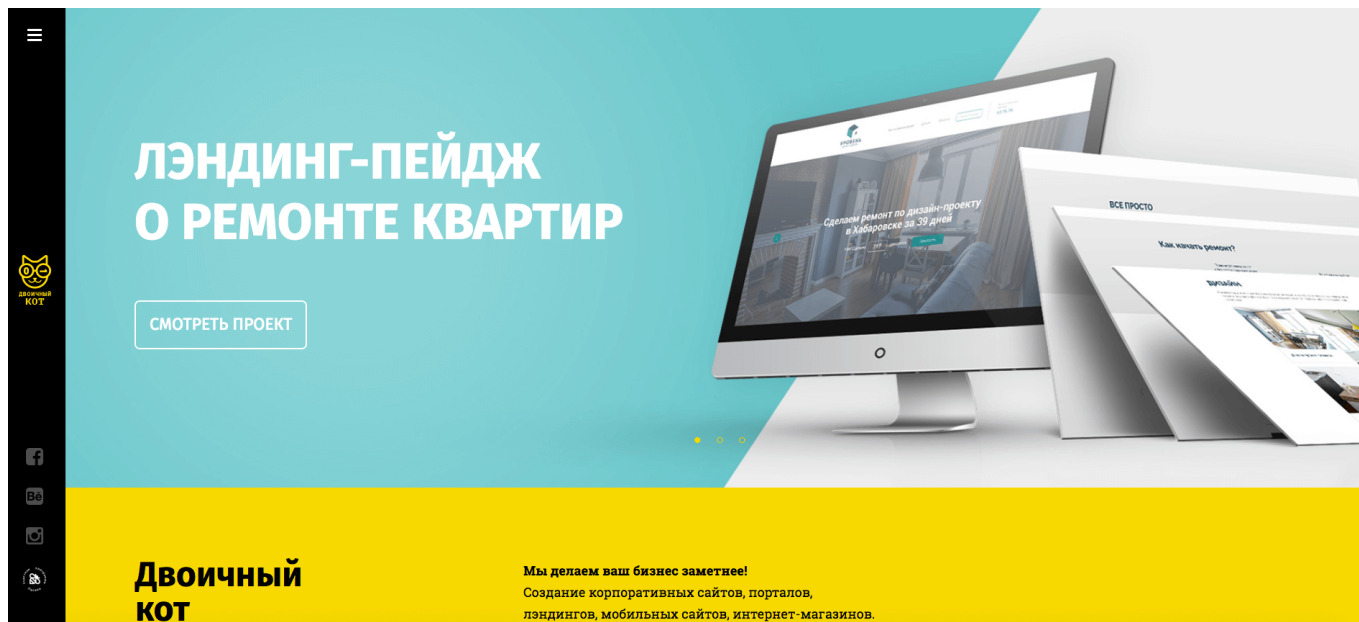 ЛЭНДИНГ-ПЕЙДЖ
О РЕМОНТЕ КВАРТИР
СМОТРЕТЬ ПРОЕКТ
Сделаем ремонт по дизайн-проекту
в Хабаровске за 39 дней
ВСЕ ПРОСТО
Как начать ремонт?
ДИЗАЙН
ДВОИЧНЫЙ
КОТ
Bē
Двоичный
кот
Мы делаем ваш бизнес заметнее!
Создание корпоративных сайтов, порталов,
лэндингов, мобильных сайтов, интернет-магазинов.